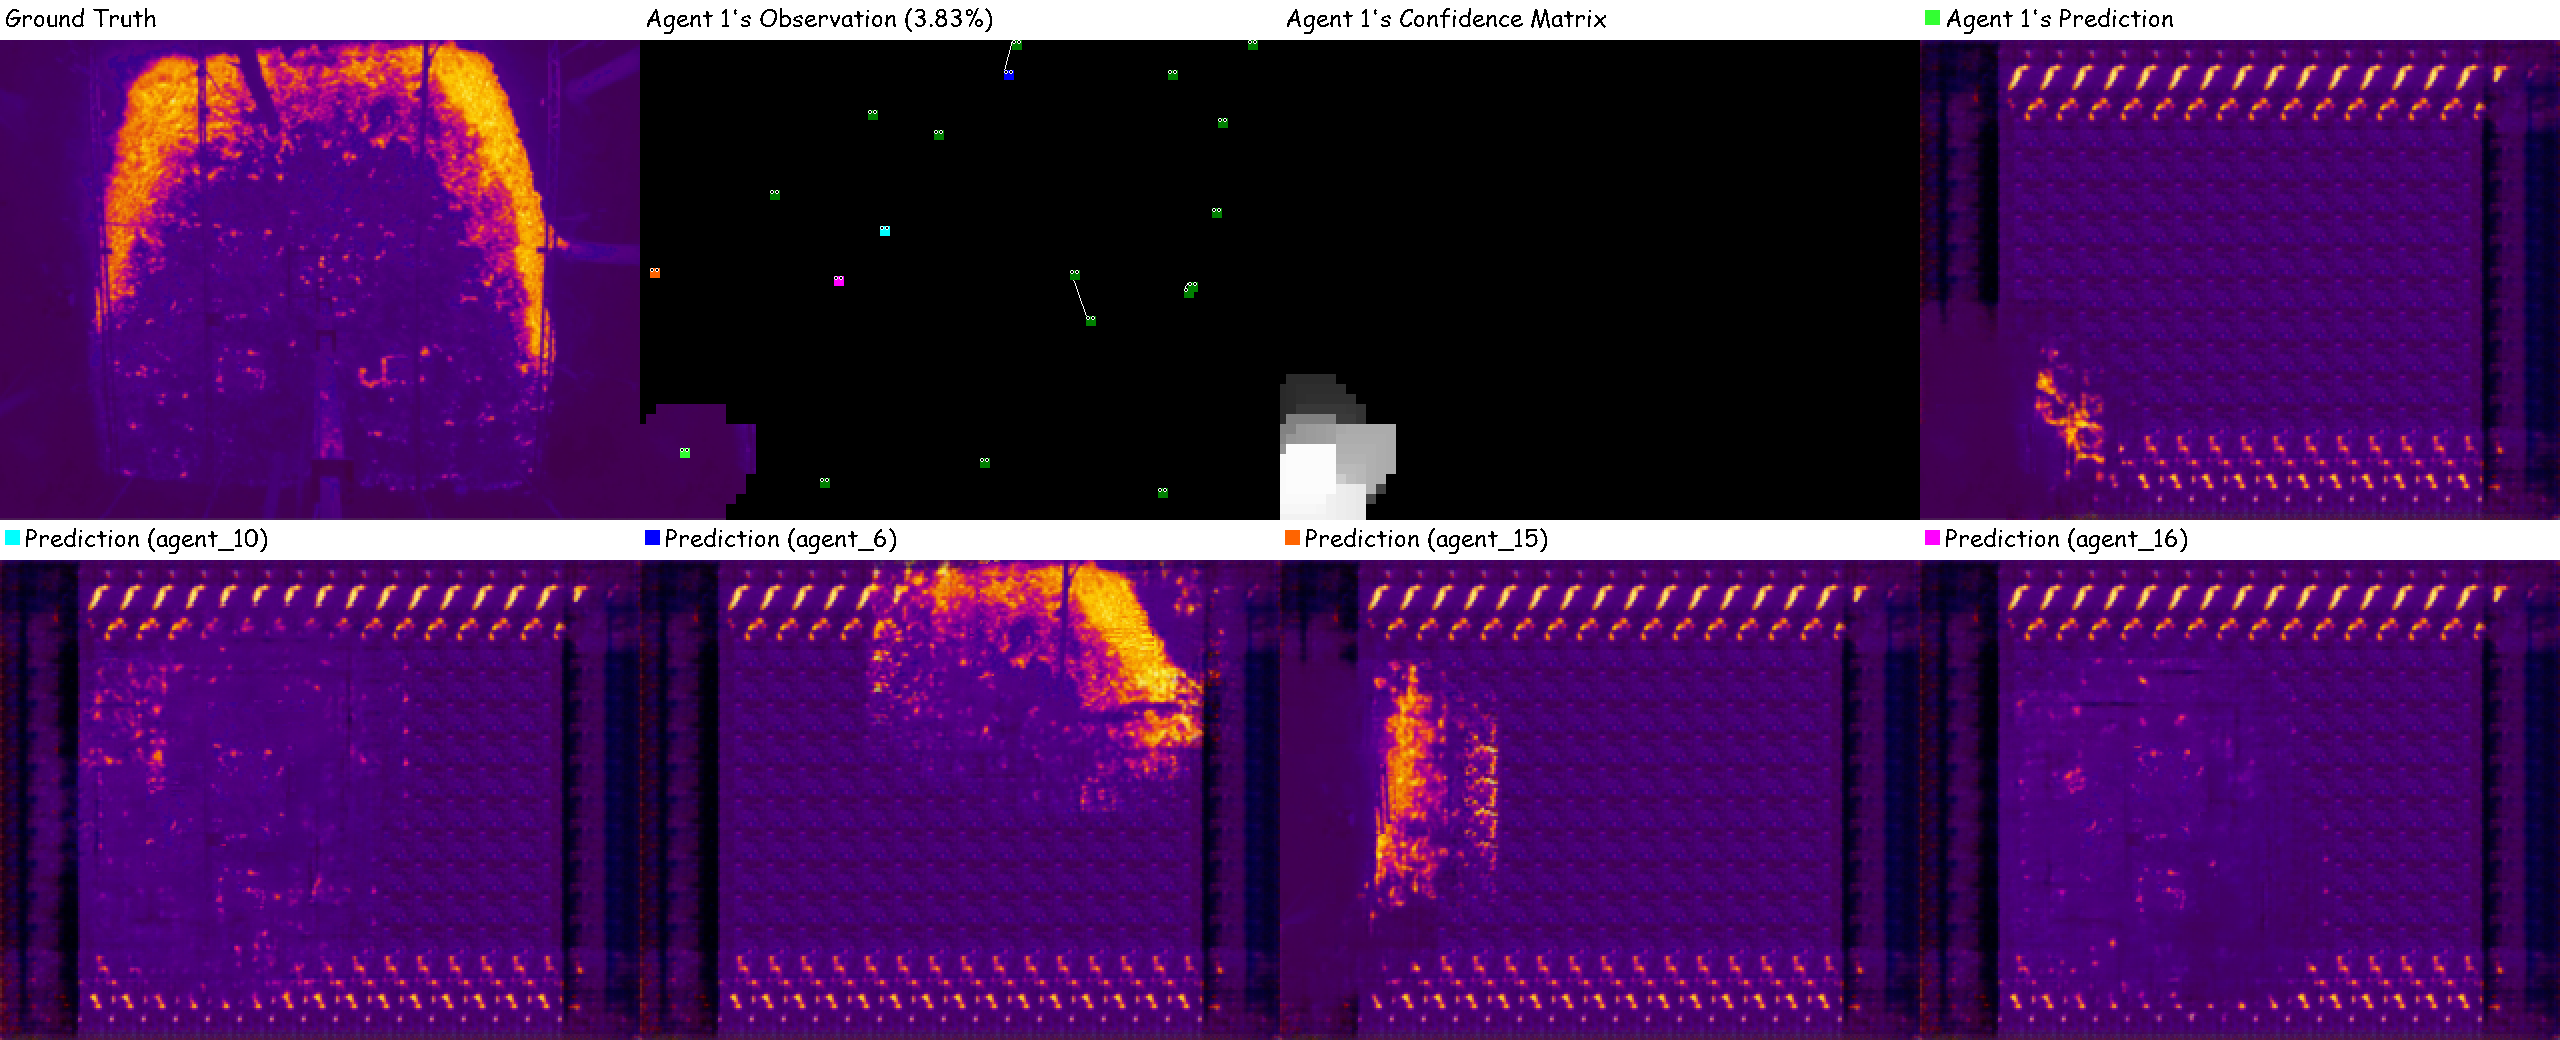 Ground Truth
Agent 1's Observation (3.83%)
Agent 1's Confidence Matrix
Agent 1's Prediction
Prediction (agent_10)
Prediction (agent_6)
Prediction (agent_15)
Prediction (agent_16)